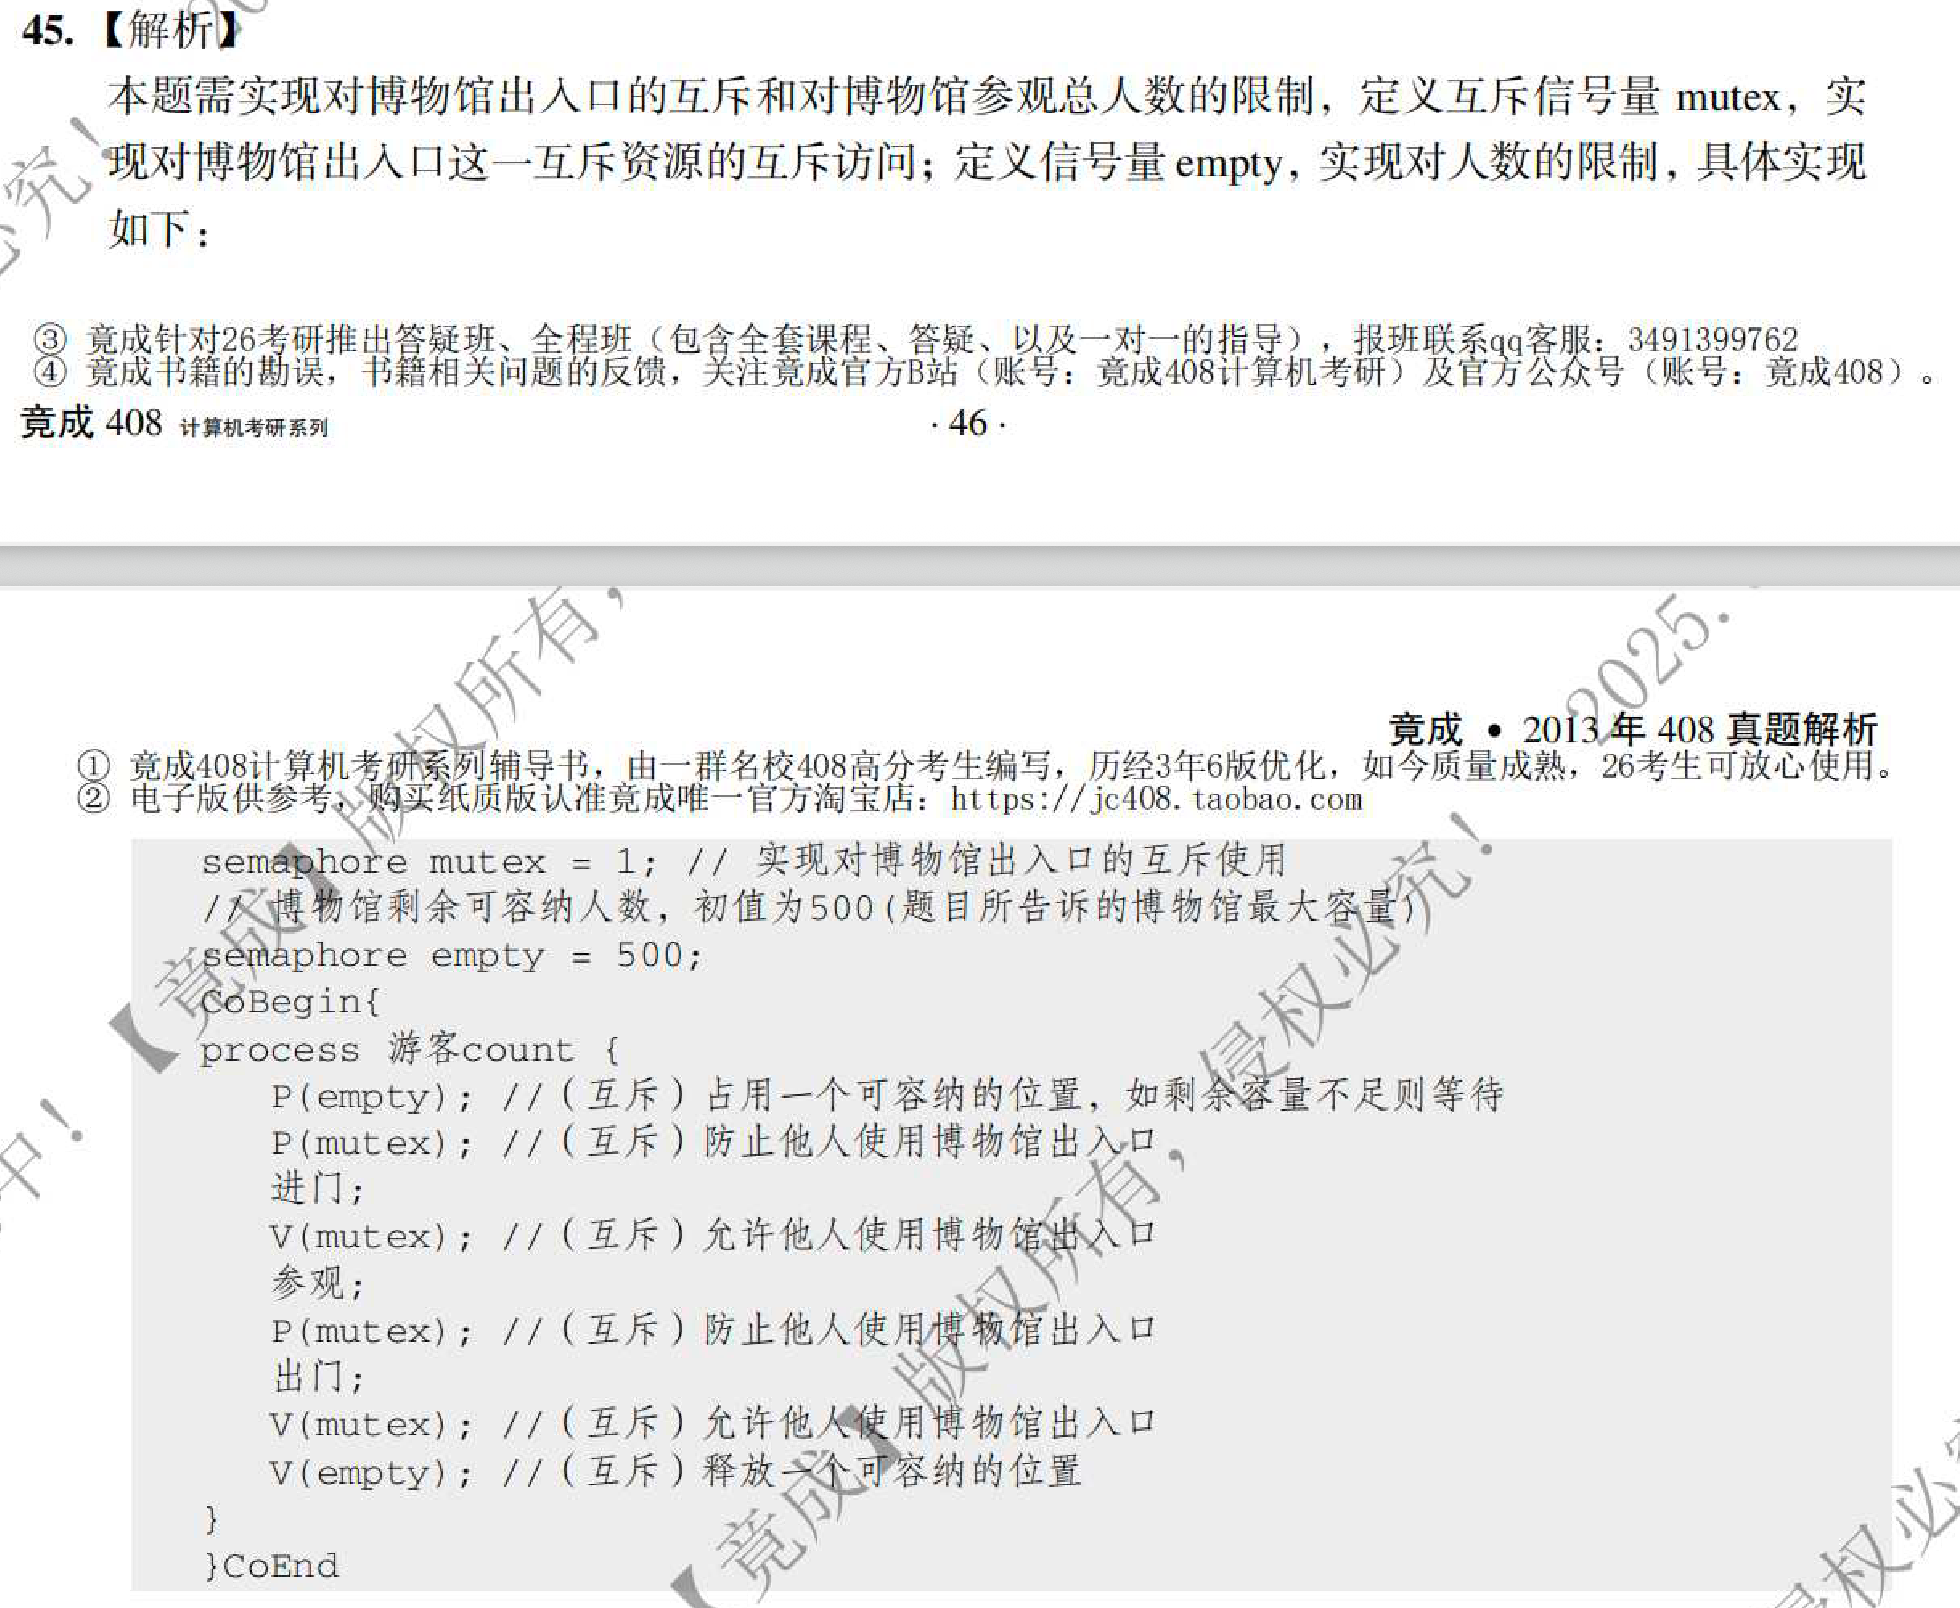 45.【解析】
本题需实现对博物馆出入口的互斥和对博物馆参观总人数的限制，定义互斥信号量 mutex，实
现对博物馆出入口这一互斥资源的互斥访问；定义信号量 empty，实现对人数的限制，具体实现
如下：
③ 竟成针对26考研推出答疑班、全程班（包含全套课程、答疑、以及一对一的指导），报班联系qq客服：3491399762
④ 竟成书籍的勘误，书籍相关问题的反馈，关注竟成官方B站（账号：竟成408计算机考研）及官方公众号（账号：竟成408）。
竟成 408 计算机考研系列
· 46 ·
竟成 • 2013 年 408 真题解析
① 竟成408计算机考研系列辅导书，由一群名校408高分考生编写，历经3年6版优化，如今质量成熟，26考生可放心使用。
② 电子版供参考，购买纸质版认准竟成唯一官方淘宝店：https://jc408.taobao.com
semaphore mutex = 1; // 实现对博物馆出入口的互斥使用
// 博物馆剩余可容纳人数，初值为500(题目所告诉的博物馆最大容量)
semaphore empty = 500;
CoBegin{
process 游客count {
P(empty); //（互斥）占用一个可容纳的位置，如剩余容量不足则等待
P(mutex); //（互斥）防止他人使用博物馆出入口
进门;
V(mutex); //（互斥）允许他人使用博物馆出入口
参观;
P(mutex); //（互斥）防止他人使用博物馆出入口
出门;
V(mutex); //（互斥）允许他人使用博物馆出入口
V(empty); //（互斥）释放一个可容纳的位置
}
}CoEnd
究！
版权所有，
2025.
【竟成】
侵权必究！
中！
版权所有，
【竟成】
权必